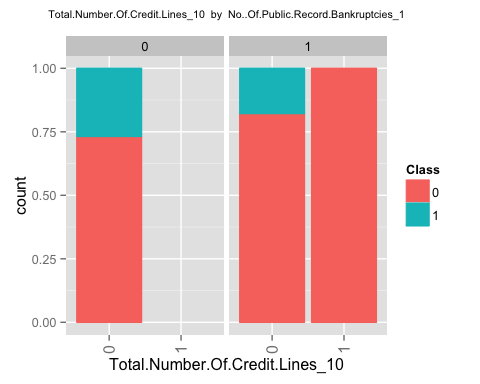 Total.Number.Of.Credit.Lines_10 by No..Of.Public.Record.Bankruptcies_1
0 1
1.00
0.75
0.50
0.25
0.00
count
0 1 0 1
Total.Number.Of.Credit.Lines_10
Class
0
1